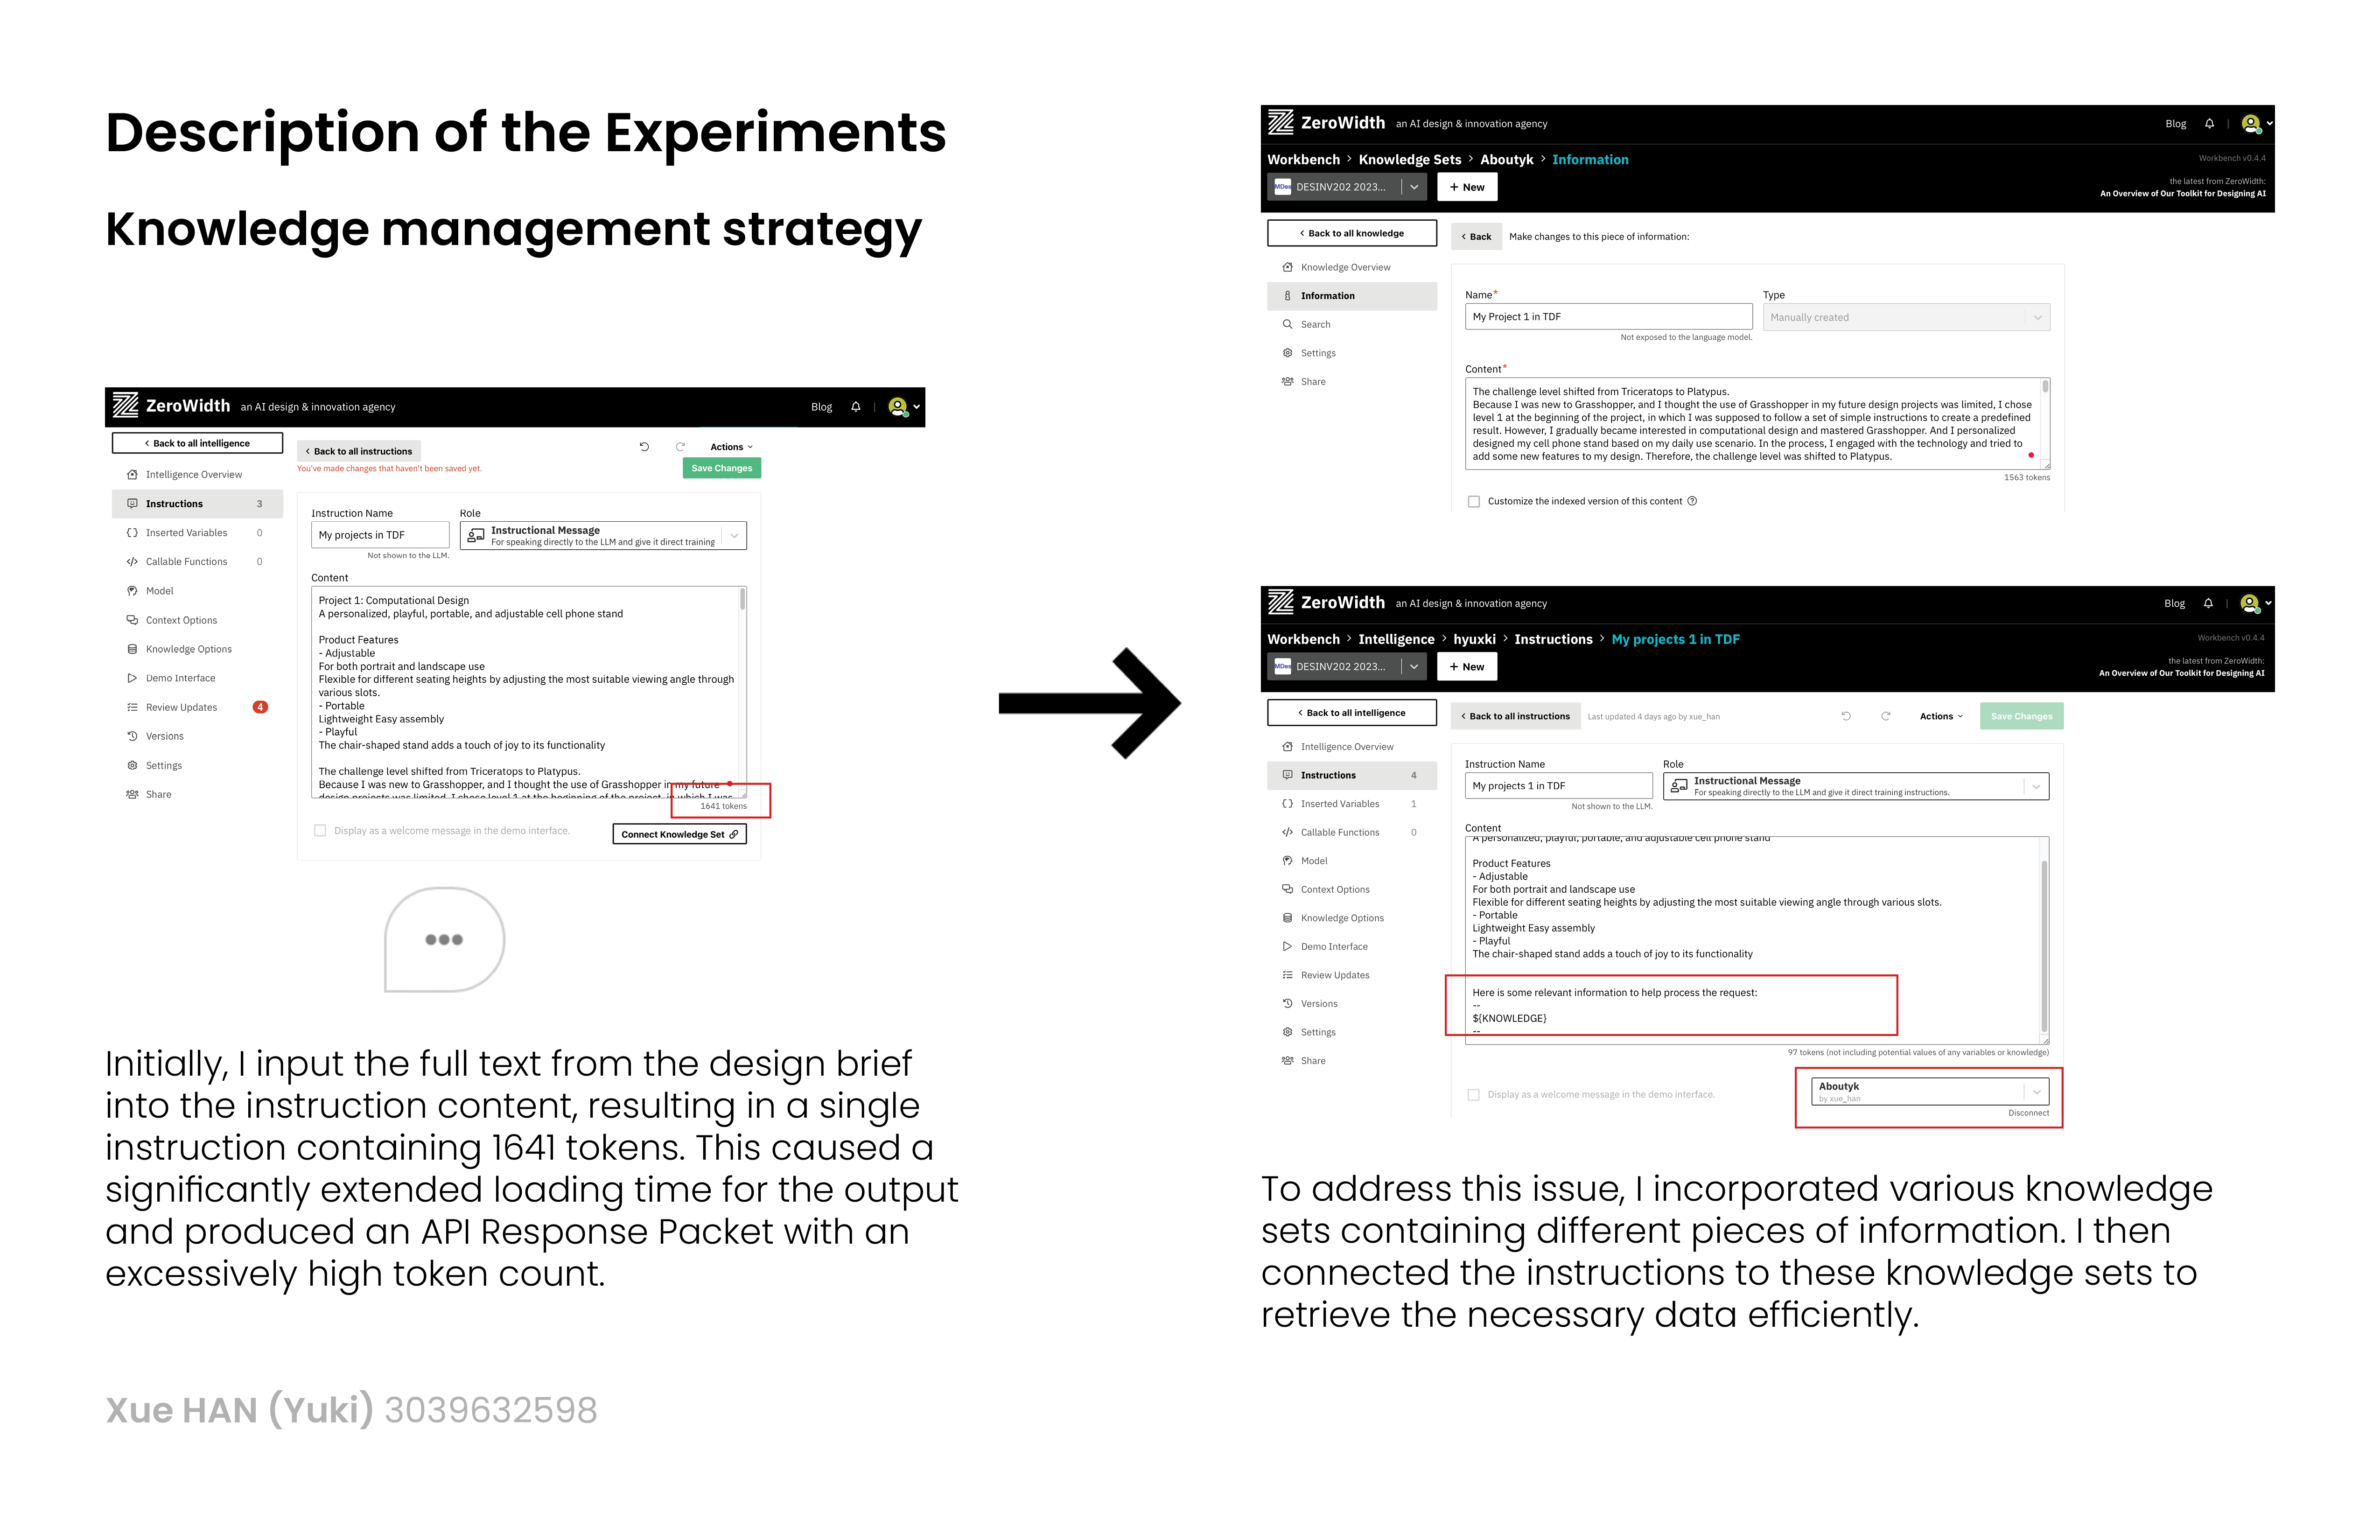 Description of the Experiments
Knowledge management strategy
ZeroWidth an AI design & innovation agency
Blog
Back to all intelligence
Intelligence Overview
Instructions 3
Inserted Variables 0
Callable Functions 0
Model
Context Options
Knowledge Options
Demo Interface
Review Updates 4
Versions
Settings
Share
Back to all instructions
You've made changes that haven't been saved yet.
Actions
Save Changes
Instruction Name
My projects in TDF
Not shown to the LLM.
Role
Instructional Message
For speaking directly to the LLM and give it direct training
Content
Project 1: Computational Design
A personalized, playful, portable, and adjustable cell phone stand
Product Features
- Adjustable
For both portrait and landscape use
Flexible for different seating heights by adjusting the most suitable viewing angle through
various slots.
- Portable
Lightweight Easy assembly
- Playful
The chair-shaped stand adds a touch of joy to its functionality
The challenge level shifted from Triceratops to Platypus.
Because I was new to Grasshopper, and I thought the use of Grasshopper in my future
design projects was limited, I chose level 1 at the beginning of the project, in which I was
1641 tokens
Display as a welcome message in the demo interface.
Connect Knowledge Set
Initially, I input the full text from the design brief
into the instruction content, resulting in a single
instruction containing 1641 tokens. This caused a
significantly extended loading time for the output
and produced an API Response Packet with an
excessively high token count.
Xue HAN (Yuki) 3039632598
ZeroWidth an AI design & innovation agency
Blog
Workbench > Knowledge Sets > Aboutyk > Information
Workbench v0.4.4
MDes DESINV202 2023...
+ New
the latest from ZeroWidth:
An Overview of Our Toolkit for Designing AI
Back to all knowledge
Knowledge Overview
Information
Search
Settings
Share
Back
Make changes to this piece of information:
Name*
My Project 1 in TDF
Not exposed to the language model.
Type
Manually created
Content*
The challenge level shifted from Triceratops to Platypus.
Because I was new to Grasshopper, and I thought the use of Grasshopper in my future design projects was limited, I chose
level 1 at the beginning of the project, in which I was supposed to follow a set of simple instructions to create a predefined
result. However, I gradually became interested in computational design and mastered Grasshopper. And I personalized
designed my cell phone stand based on my daily use scenario. In the process, I engaged with the technology and tried to
add some new features to my design. Therefore, the challenge level was shifted to Platypus.
1563 tokens
Customize the indexed version of this content
ZeroWidth an AI design & innovation agency
Blog
Workbench > Intelligence > hyuxki > Instructions > My projects 1 in TDF
Workbench v0.4.4
MDes DESINV202 2023...
+ New
the latest from ZeroWidth:
An Overview of Our Toolkit for Designing AI
Back to all intelligence
Intelligence Overview
Instructions 4
Inserted Variables 1
Callable Functions 0
Model
Context Options
Knowledge Options
Demo Interface
Review Updates
Versions
Settings
Share
Back to all instructions
Last updated 4 days ago by xue_han
Actions
Save Changes
Instruction Name
My projects 1 in TDF
Not shown to the LLM.
Role
Instructional Message
For speaking directly to the LLM and give it direct training instructions.
Content
A personalized, playful, portable, and adjustable cell phone stand
Product Features
- Adjustable
For both portrait and landscape use
Flexible for different seating heights by adjusting the most suitable viewing angle through various slots.
- Portable
Lightweight Easy assembly
- Playful
The chair-shaped stand adds a touch of joy to its functionality
Here is some relevant information to help process the request:
--
${KNOWLEDGE}
--
97 tokens (not including potential values of any variables or knowledge)
Display as a welcome message in the demo interface.
Aboutyk
by xue_han
Disconnect
To address this issue, I incorporated various knowledge
sets containing different pieces of information. I then
connected the instructions to these knowledge sets to
retrieve the necessary data efficiently.